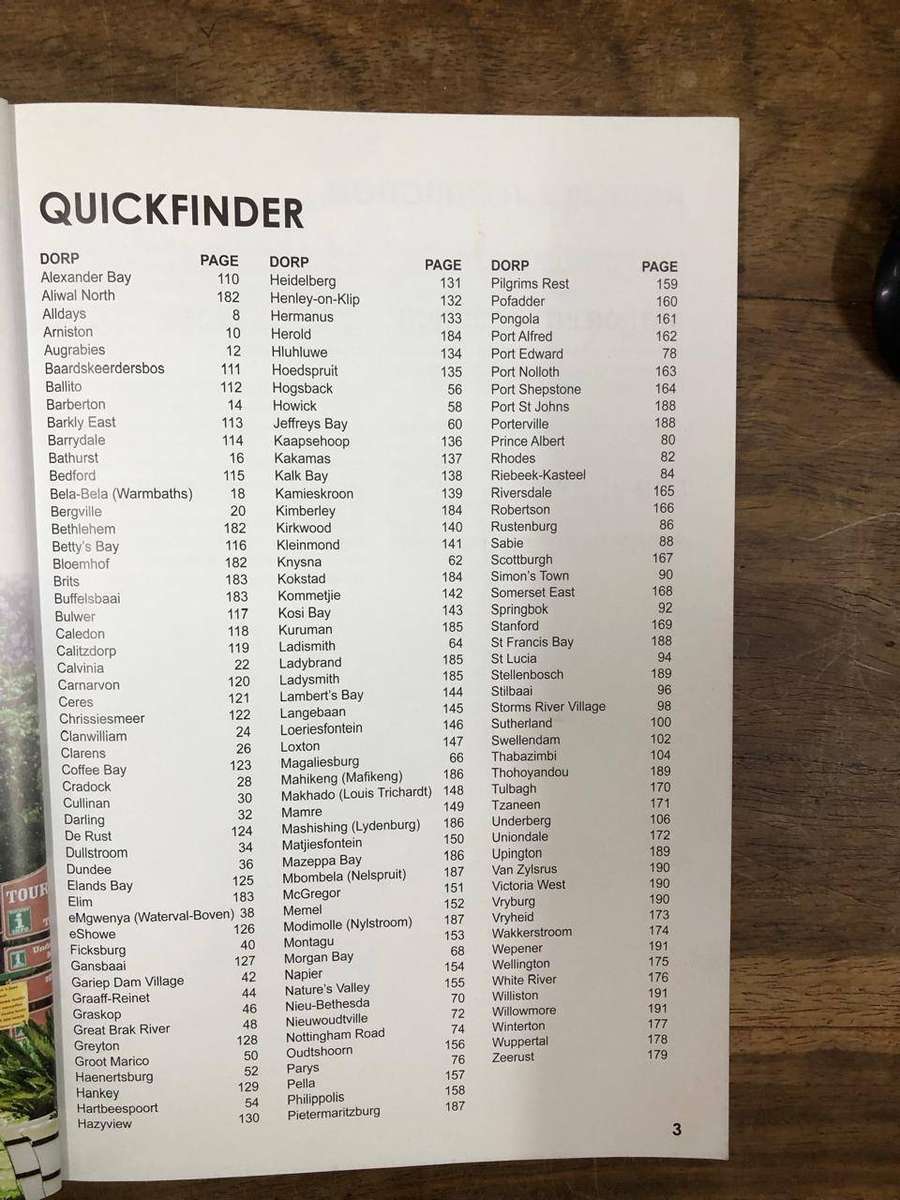 QUICKFINDER
DORP PAGE
Alexander Bay 110
Aliwal North 182
Alldays 8
Arniston 10
Augrabies 12
Baardskeerdersbos 111
Ballito 112
Barberton 14
Barkly East 113
Barrydale 114
Bathurst 16
Bedford 115
Bela-Bela (Warmbaths) 18
Bergville 20
Bethlehem 182
Betty's Bay 116
Bloemhof 182
Brits 183
Buffelsbaai 183
Bulwer 117
Caledon 118
Calitzdorp 119
Calvinia 22
Carnarvon 120
Ceres 121
Chrissiesmeer 122
Clanwilliam 24
Clarens 26
Coffee Bay 123
Cradock 28
Cullinan 30
Darling 32
De Rust 124
Dullstroom 34
Dundee 36
Elands Bay 125
Elim 183
eMgwenya (Waterval-Boven) 38
eShowe 126
Ficksburg 40
Gansbaai 127
Gariep Dam Village 42
Graaff-Reinet 44
Graskop 46
Great Brak River 48
Greyton 128
Groot Marico 50
Haenertsburg 52
Hankey 129
Hartbeespoort 54
Hazyview 130
DORP PAGE
Heidelberg 131
Henley-on-Klip 132
Hermanus 133
Herold 184
Hluhluwe 134
Hoedspruit 135
Hogsback 56
Howick 58
Jeffreys Bay 60
Kaapsehoop 136
Kakamas 137
Kalk Bay 138
Kamieskroon 139
Kimberley 184
Kirkwood 140
Kleinmond 141
Knysna 62
Kokstad 184
Kommetjie 142
Kosi Bay 143
Kuruman 185
Ladismith 64
Ladybrand 185
Ladysmith 185
Lambert's Bay 144
Langebaan 145
Loeriesfontein 146
Loxton 147
Magaliesburg 66
Mahikeng (Mafikeng) 186
Makhado (Louis Trichardt) 148
Mamre 149
Mashishing (Lydenburg) 186
Matjiesfontein 150
Mazeppa Bay 186
Mbombela (Nelspruit) 187
McGregor 151
Memel 152
Modimolle (Nylstroom) 187
Montagu 153
Morgan Bay 68
Napier 154
Nature's Valley 155
Nieu-Bethesda 70
Nieuwoudtville 72
Nottingham Road 74
Oudtshoorn 156
Parys 76
Pella 157
Philippolis 158
Pietermaritzburg 187
DORP PAGE
Pilgrims Rest 159
Pofadder 160
Pongola 161
Port Alfred 162
Port Edward 78
Port Nolloth 163
Port Shepstone 164
Port St Johns 188
Porterville 188
Prince Albert 80
Rhodes 82
Riebeek-Kasteel 84
Riversdale 165
Robertson 166
Rustenburg 86
Sabie 88
Scottburgh 167
Simon's Town 90
Somerset East 168
Springbok 92
Stanford 169
St Francis Bay 188
St Lucia 94
Stellenbosch 189
Stilbaai 96
Storms River Village 98
Sutherland 100
Swellendam 102
Thabazimbi 104
Thohoyandou 189
Tulbagh 170
Tzaneen 171
Underberg 106
Uniondale 172
Upington 189
Van Zylsrus 190
Victoria West 190
Vryburg 190
Vryheid 173
Wakkerstroom 174
Wepener 191
Wellington 175
White River 176
Williston 191
Willowmore 191
Winterton 177
Wuppertal 178
Zeerust 179
3
TOUR